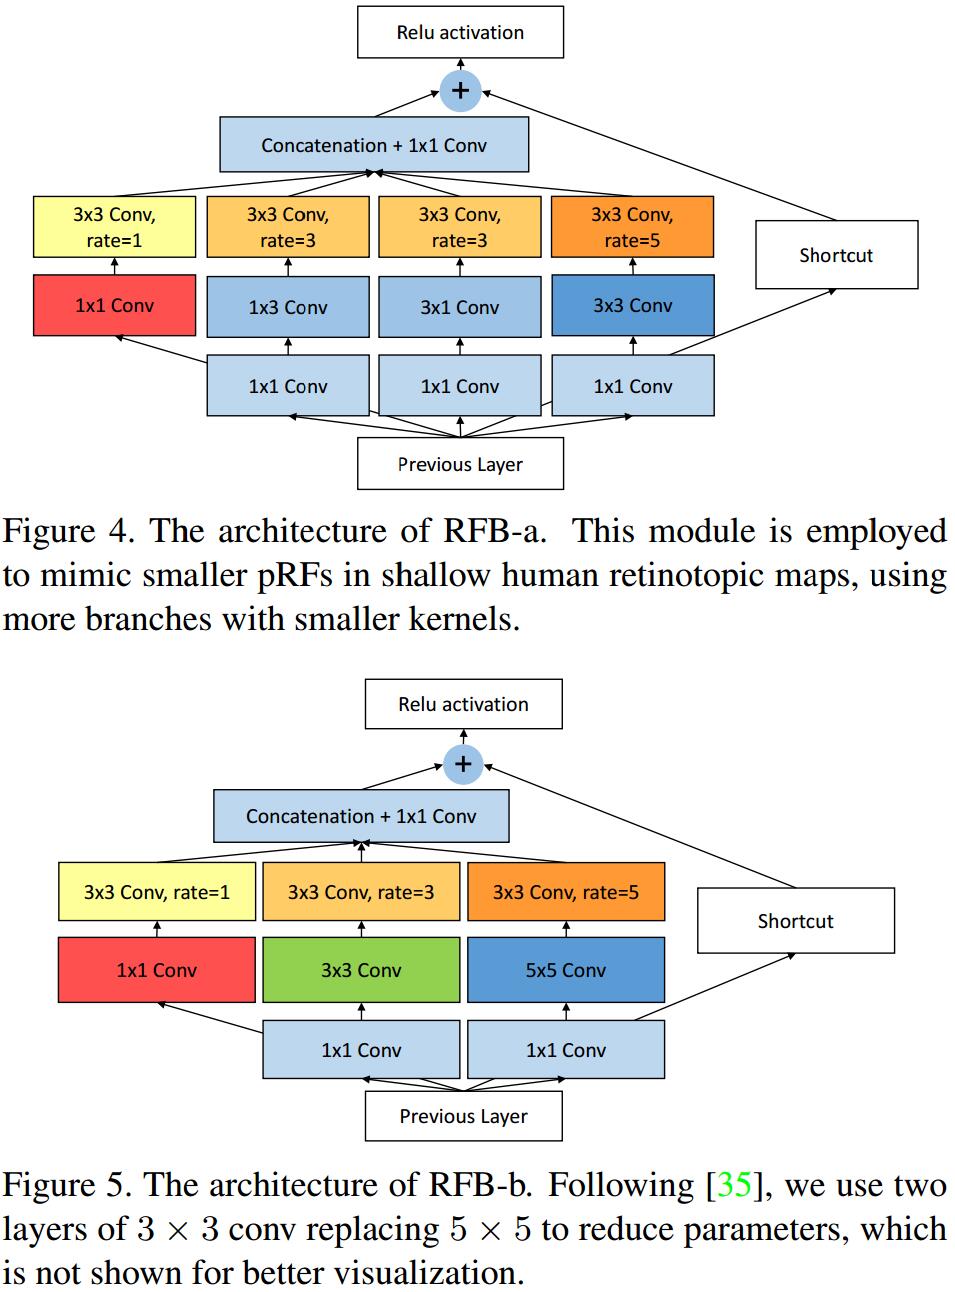 Relu activation
+
Concatenation + 1x1 Conv
3x3 Conv,
rate=1
3x3 Conv,
rate=3
3x3 Conv,
rate=3
3x3 Conv,
rate=5
Shortcut
1x1 Conv
1x3 Conv
3x1 Conv
3x3 Conv
1x1 Conv
1x1 Conv
1x1 Conv
Previous Layer
Figure 4. The architecture of RFB-a. This module is employed
to mimic smaller pRFs in shallow human retinotopic maps, using
more branches with smaller kernels.
Relu activation
+
Concatenation + 1x1 Conv
3x3 Conv, rate=1
3x3 Conv, rate=3
3x3 Conv, rate=5
Shortcut
1x1 Conv
3x3 Conv
5x5 Conv
1x1 Conv
1x1 Conv
Previous Layer
Figure 5. The architecture of RFB-b. Following [35], we use two
layers of 3 × 3 conv replacing 5 × 5 to reduce parameters, which
is not shown for better visualization.